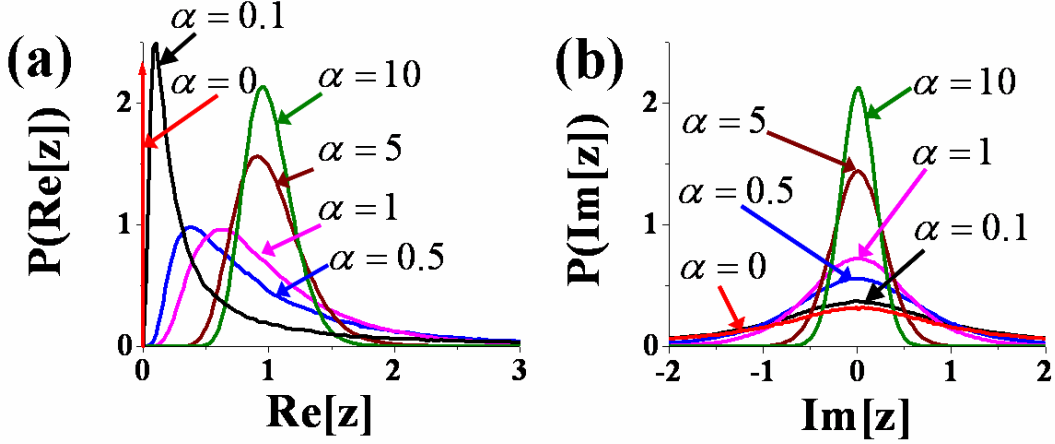 (a)
P(Re[z])
2
1
0
α = 0.1
α = 0
α = 10
α = 5
α = 1
α = 0.5
0 1 2 3
Re[z]
(b)
P(Im[z])
2
1
0
α = 10
α = 5
α = 1
α = 0.5
α = 0.1
α = 0
-2 -1 0 1 2
Im[z]